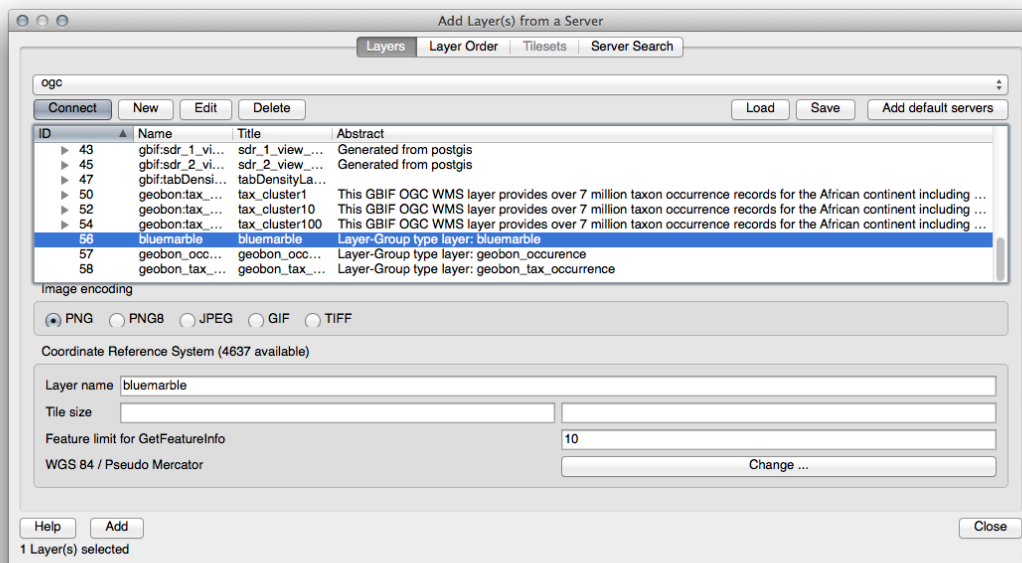 Add Layer(s) from a Server
Layers Layer Order Tilesets Server Search
ogc
Connect New Edit Delete Load Save Add default servers
ID Name Title Abstract
43 gbif:sdr_1_vi... sdr_1_view_... Generated from postgis
45 gbif:sdr_2_vi... sdr_2_view_... Generated from postgis
47 gbif:tabDensi... tabDensityLa...
50 geobon:tax_... tax_cluster1 This GBIF OGC WMS layer provides over 7 million taxon occurrence records for the African continent including ...
52 geobon:tax_... tax_cluster10 This GBIF OGC WMS layer provides over 7 million taxon occurrence records for the African continent including ...
54 geobon:tax_... tax_cluster100 This GBIF OGC WMS layer provides over 7 million taxon occurrence records for the African continent including ...
56 bluemarble bluemarble Layer-Group type layer: bluemarble
57 geobon_occ... geobon_occ... Layer-Group type layer: geobon_occurence
58 geobon_tax_... geobon_tax_... Layer-Group type layer: geobon_tax_occurrence
Image encoding
PNG PNG8 JPEG GIF TIFF
Coordinate Reference System (4637 available)
Layer name bluemarble
Tile size
Feature limit for GetFeatureInfo 10
WGS 84 / Pseudo Mercator Change ...
Help Add Close
1 Layer(s) selected